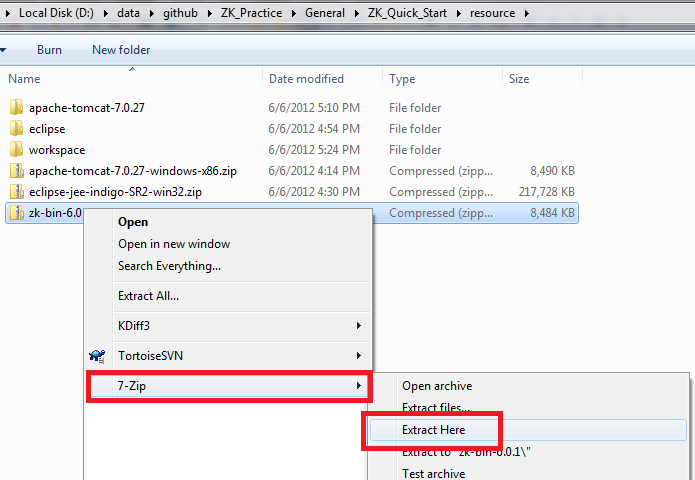 Local Disk (D:) data github ZK_Practice General ZK_Quick_Start resource
Burn New folder
Name Date modified Type Size
apache-tomcat-7.0.27 6/6/2012 5:10 PM File folder
eclipse 6/6/2012 4:54 PM File folder
workspace 6/6/2012 5:24 PM File folder
apache-tomcat-7.0.27-windows-x86.zip 6/6/2012 4:14 PM Compressed (zipp... 8,490 KB
eclipse-jee-indigo-SR2-win32.zip 6/6/2012 4:30 PM Compressed (zipp... 217,728 KB
zk-bin-6.0 Compressed (zipp... 8,484 KB
Open
Open in new window
Search Everything...
Extract All...
KDiff3
TortoiseSVN
7-Zip
Open archive
Extract files...
Extract Here
Extract to "zk-bin-6.0.1\"
Test archive